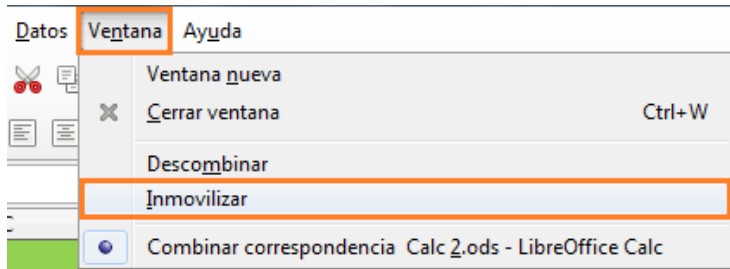 Datos Ventana Ayuda
Ventana nueva
Cerrar ventana Ctrl+W
Descombinar
Inmovilizar
Combinar correspondencia Calc 2.ods - LibreOffice Calc